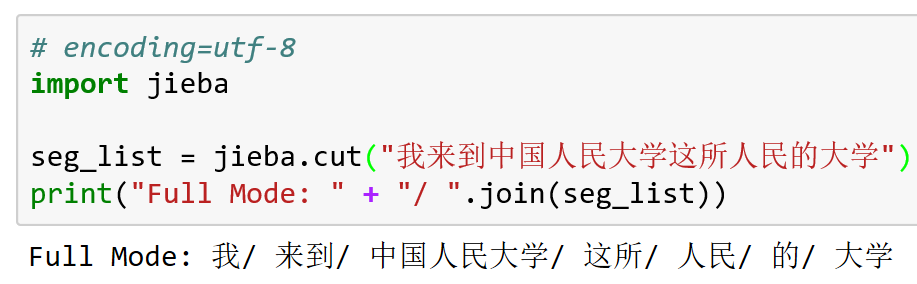 # encoding=utf-8
import jieba
seg_list = jieba.cut("我来到中国人民大学这所人民的大学")
print("Full Mode: " + "/ ".join(seg_list))
Full Mode: 我/ 来到/ 中国人民大学/ 这所/ 人民/ 的/ 大学